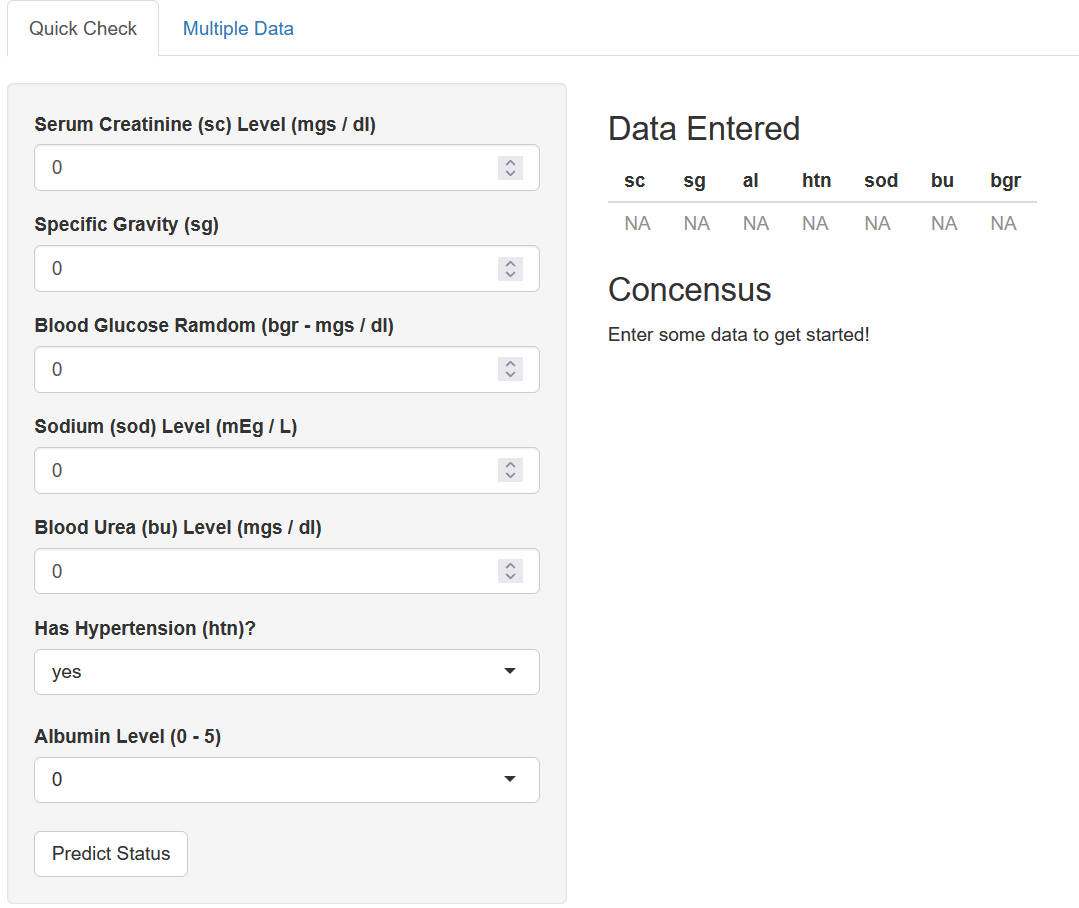 Quick Check
Multiple Data
Serum Creatinine (sc) Level (mgs / dl)
0
Specific Gravity (sg)
0
Blood Glucose Ramdom (bgr - mgs / dl)
0
Sodium (sod) Level (mEg / L)
0
Blood Urea (bu) Level (mgs / dl)
0
Has Hypertension (htn)?
yes
Albumin Level (0 - 5)
0
Predict Status
Data Entered
sc sg al htn sod bu bgr
NA NA NA NA NA NA NA
Concensus
Enter some data to get started!